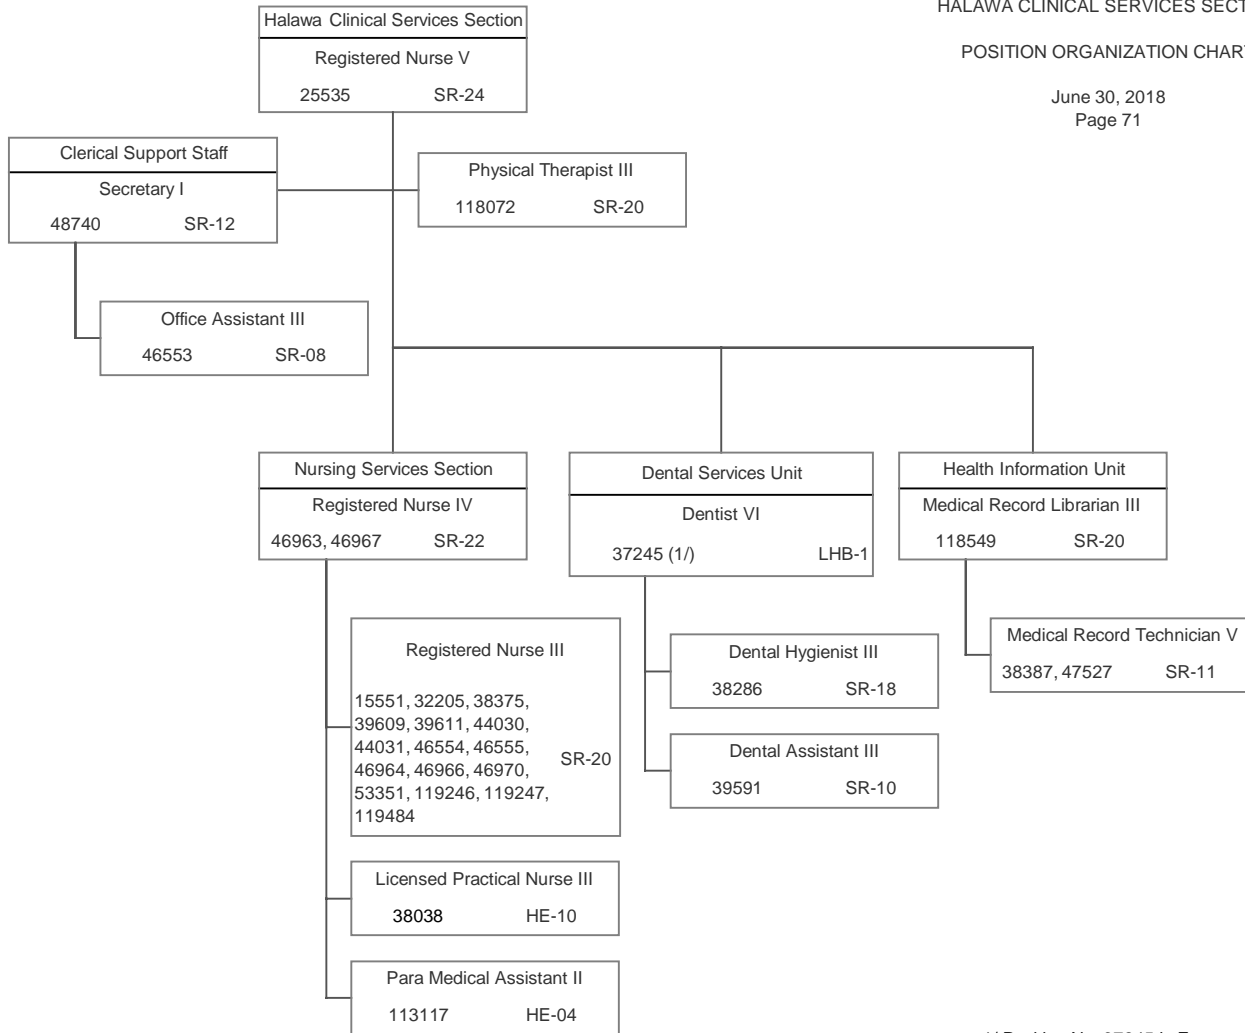 HALAWA CLINICAL SERVICES
POSITION ORGANIZATION CHART
June 30, 2018
Page 71
Halawa Clinical Services Section
Registered Nurse V
25535 SR-24
Clerical Support Staff
Secretary I
48740 SR-12
Physical Therapist III
118072 SR-20
Office Assistant III
46553 SR-08
Nursing Services Section
Registered Nurse IV
46963, 46967 SR-22
Dental Services Unit
Dentist VI
37245 (1/) LHB-1
Health Information Unit
Medical Record Librarian III
118549 SR-20
Registered Nurse III
15551, 32205, 38375,
39609, 39611, 44030,
44031, 46554, 46555,
46964, 46966, 46970,
53351, 119246, 119247,
119484
SR-20
Dental Hygienist III
38286 SR-18
Medical Record Technician V
38387, 47527 SR-11
Dental Assistant III
39591 SR-10
Licensed Practical Nurse III
38038 HE-10
Para Medical Assistant II
113117 HE-04